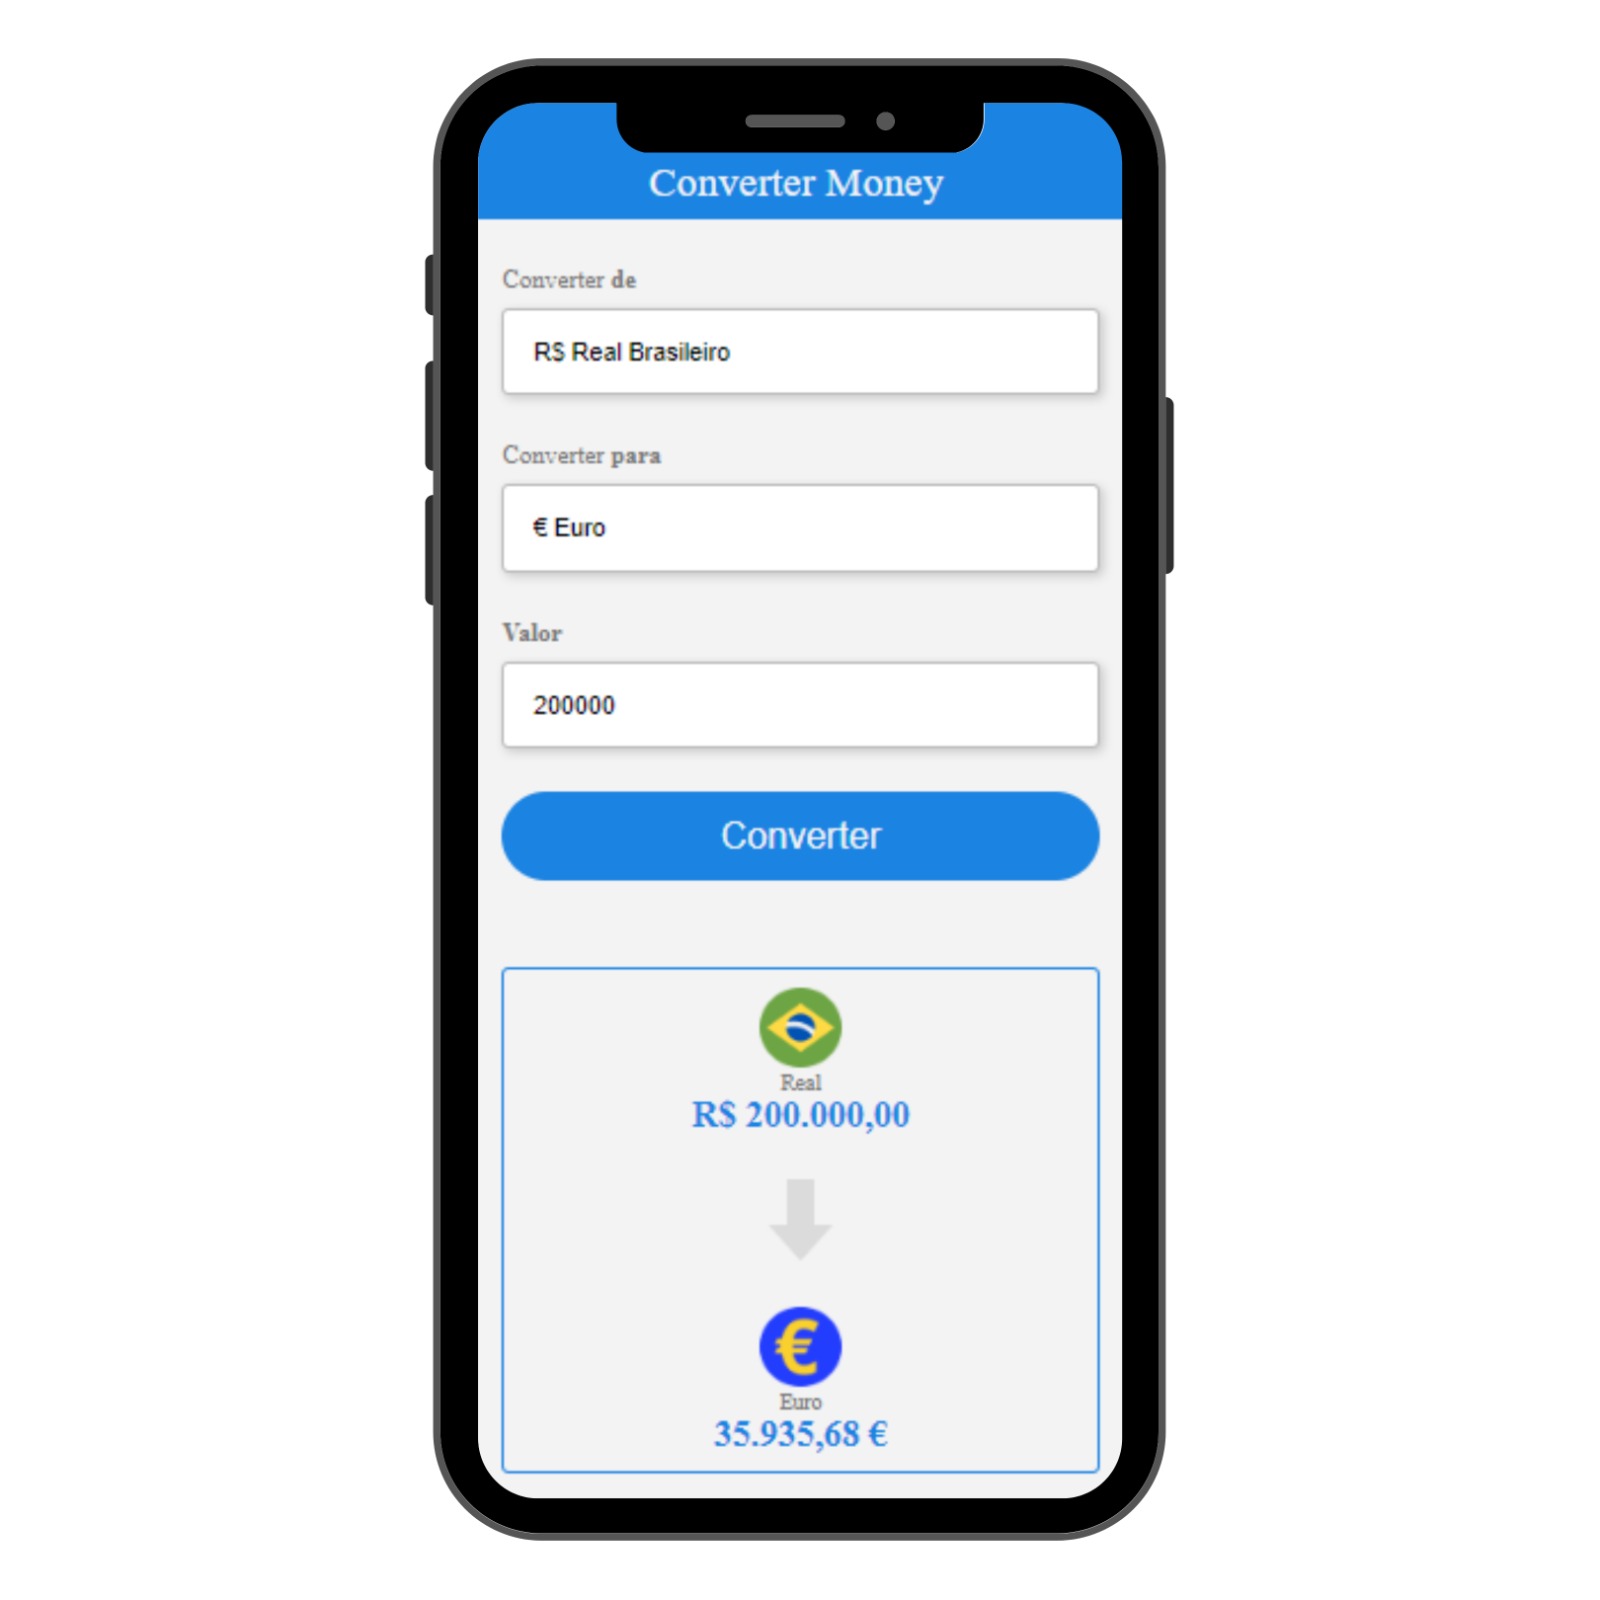 Converter Money
Converter de
R$ Real Brasileiro
Converter para
€ Euro
Valor
200000
Converter
Real
R$ 200.000,00
€
Euro
35.935,68 €